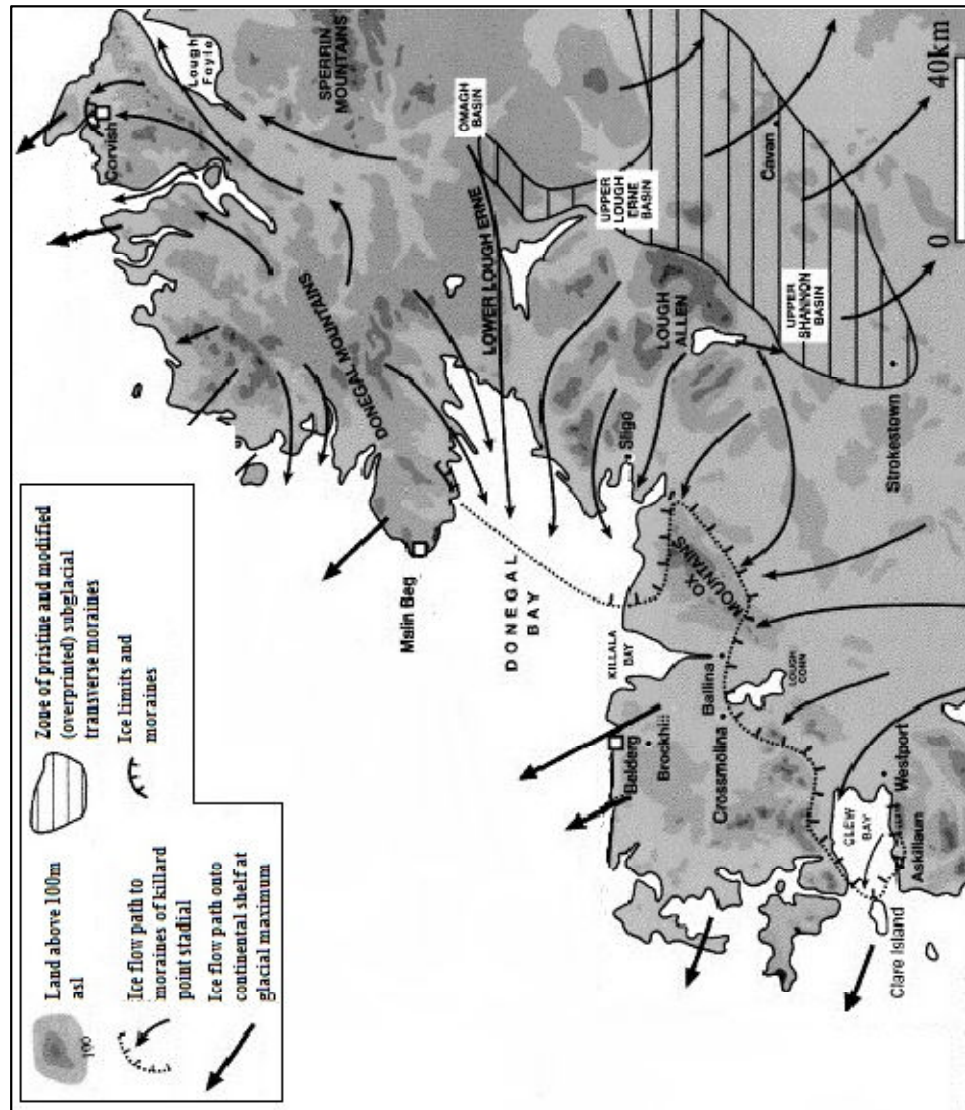 Land above 100m
asl
100
Ice flow path to
moraines of killard
point stadial
Ice flow path onto
continental shelf at
glacial maximum
Zone of pristine and modified
(overprinted) subglacial
transverse moraines
Ice limits and
moraines
Corvish
Lough
Foyle
SPERRIN
MOUNTAINS
DONEGAL MOUNTAINS
OMAGH
BASIN
LOWER LOUGH ERNE
UPPER
LOUGH
ERNE
BASIN
Cavan
LOUGH
ALLEN
UPPER
SHANNON
BASIN
Malin Beg
DONEGAL
BAY
Sligo
Strokestown
OX
MOUNTAINS
KILLALA
BAY
Ballina
LOUGH
CONN
Belderg
Brockhill
Crossmolina
CLEW
BAY
Westport
Askillaun
Clare Island
0
40km